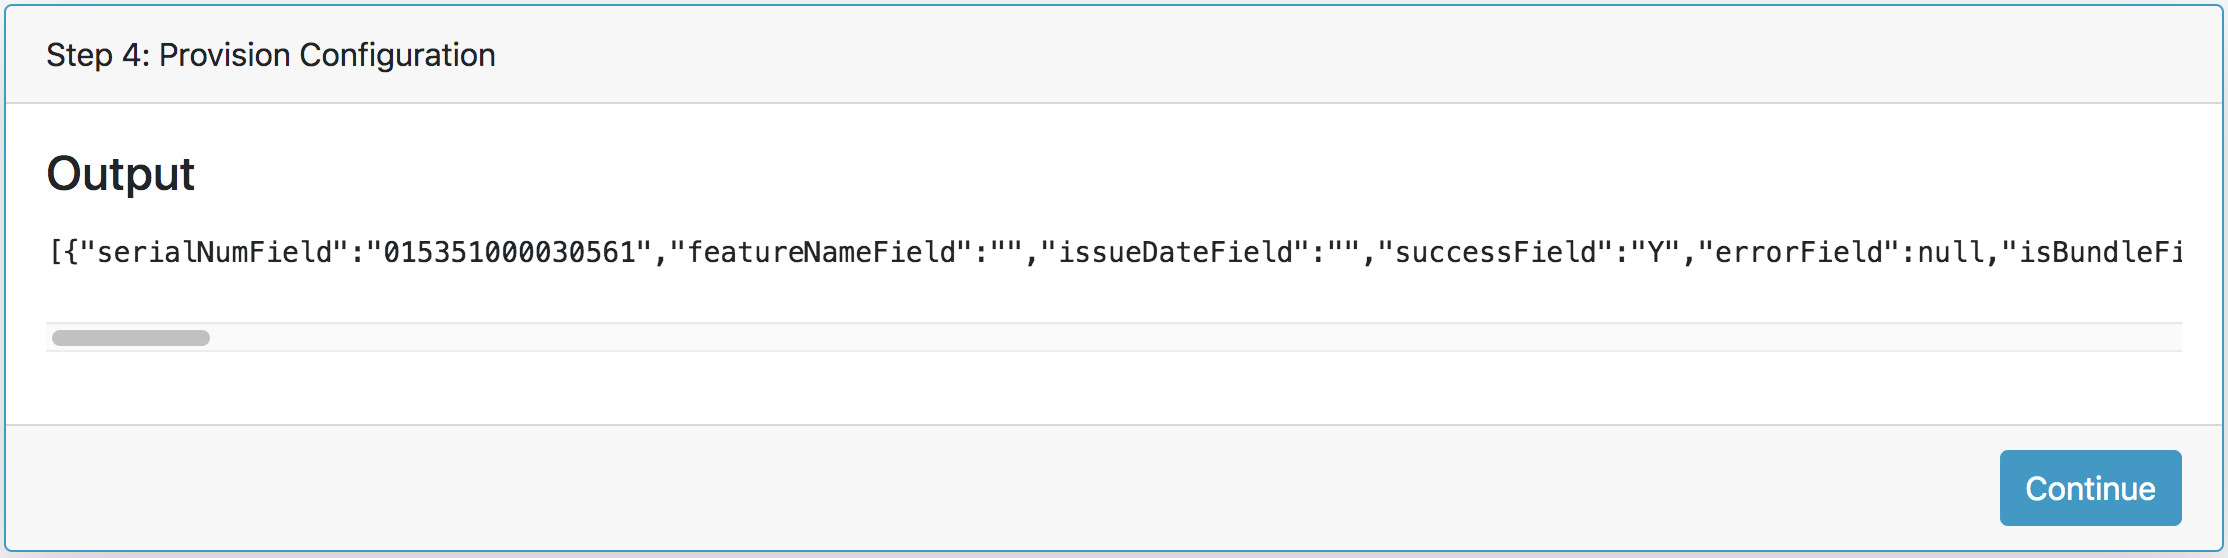 Step 4: Provision Configuration
Output
[{"serialNumField":"015351000030561","featureNameField":"","issueDateField":"","successField":"Y","errorField":null,"isBundleFi
Continue